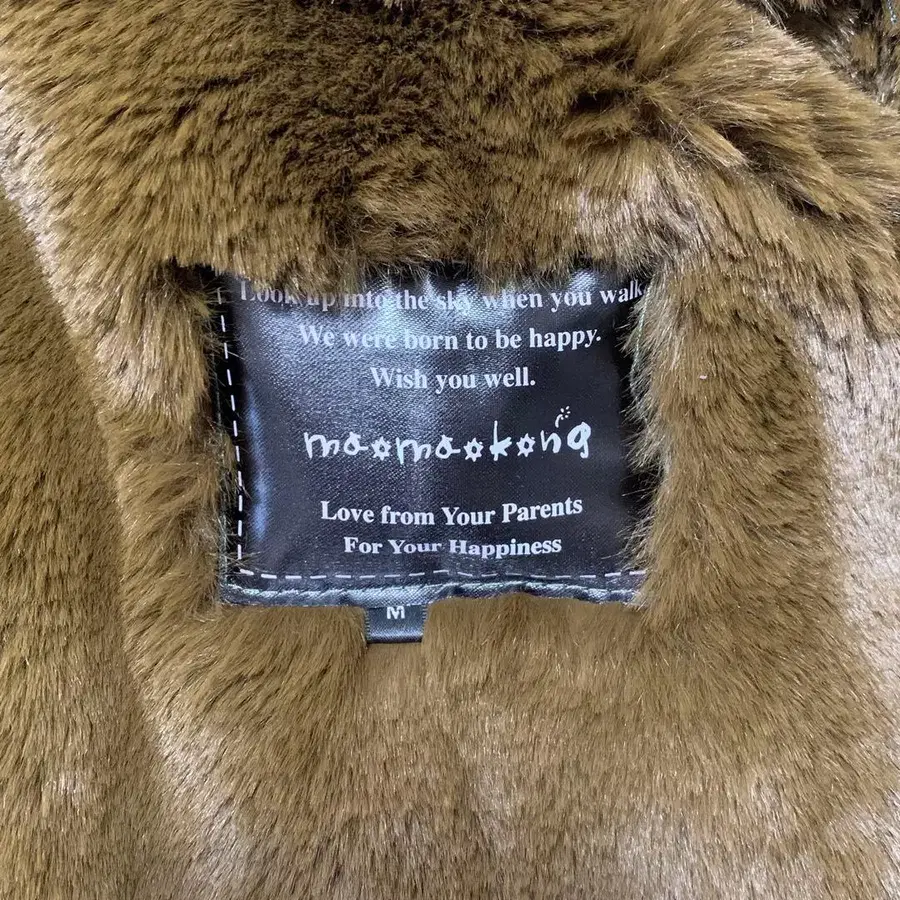 Look up into the sky when you walk
We were born to be happy.
Wish you well.
maomaokong
Love from Your Parents
For Your Happiness
M